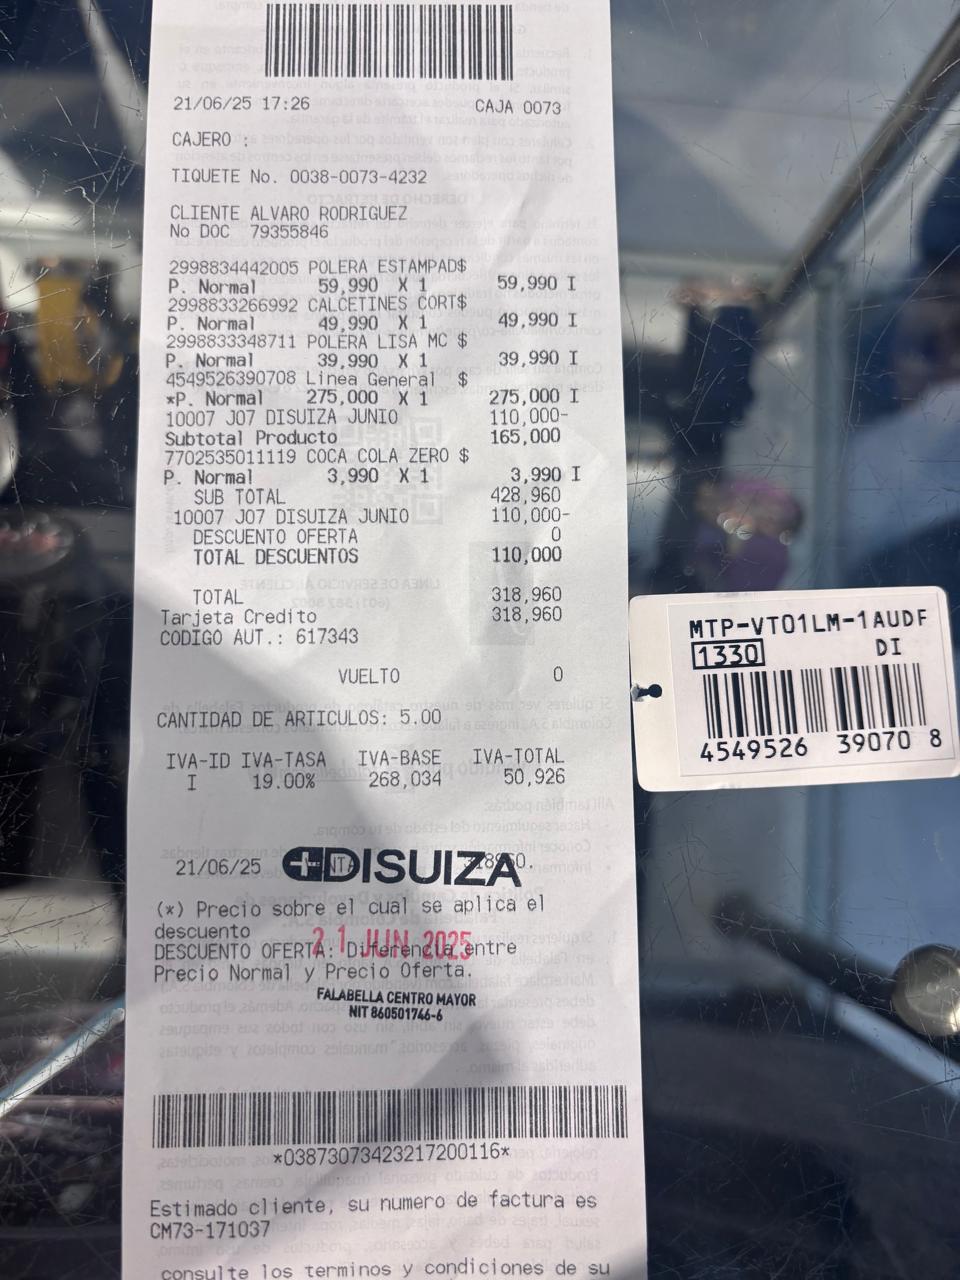 21/06/25 17:26 CAJA 0073
CAJERO :
TIQUETE No. 0038-0073-4232
CLIENTE ALVARO RODRIGUEZ
No DOC 79355846
2998834442005 POLERA ESTAMPAD$
P. Normal 59,990 X 1 59,990 I
2998833266992 CALCETINES CORT$
P. Normal 49,990 X 1 49,990 I
2998833348711 POLERA LISA MC $
P. Normal 39,990 X 1 39,990 I
4549526390708 Linea General $
*P. Normal 275,000 X 1 275,000 I
10007 J07 DISUIZA JUNIO 110,000-
Subtotal Producto 165,000
7702535011119 COCA COLA ZERO $
P. Normal 3,990 X 1 3,990 I
SUB TOTAL 428,960
10007 J07 DISUIZA JUNIO 110,000-
DESCUENTO OFERTA 0
TOTAL DESCUENTOS 110,000
TOTAL 318,960
Tarjeta Credito 318,960
CODIGO AUT.: 617343
VUELTO 0
CANTIDAD DE ARTICULOS: 5.00
IVA-ID IVA-TASA IVA-BASE IVA-TOTAL
I 19.00% 268,034 50,926
21/06/25 DISUIZA
(*) Precio sobre el cual se aplica el
descuento
21 JUN 2025
DESCUENTO OFERTA: Diferencia entre
Precio Normal y Precio Oferta.
FALABELLA CENTRO MAYOR
NIT 860501746-6
*03873073423217200116*
Estimado cliente, su numero de factura es
CM73-171037
consulte los terminos y condiciones de su
MTP-VT01LM-1AUDF
1330 DI
4549526 39070 8